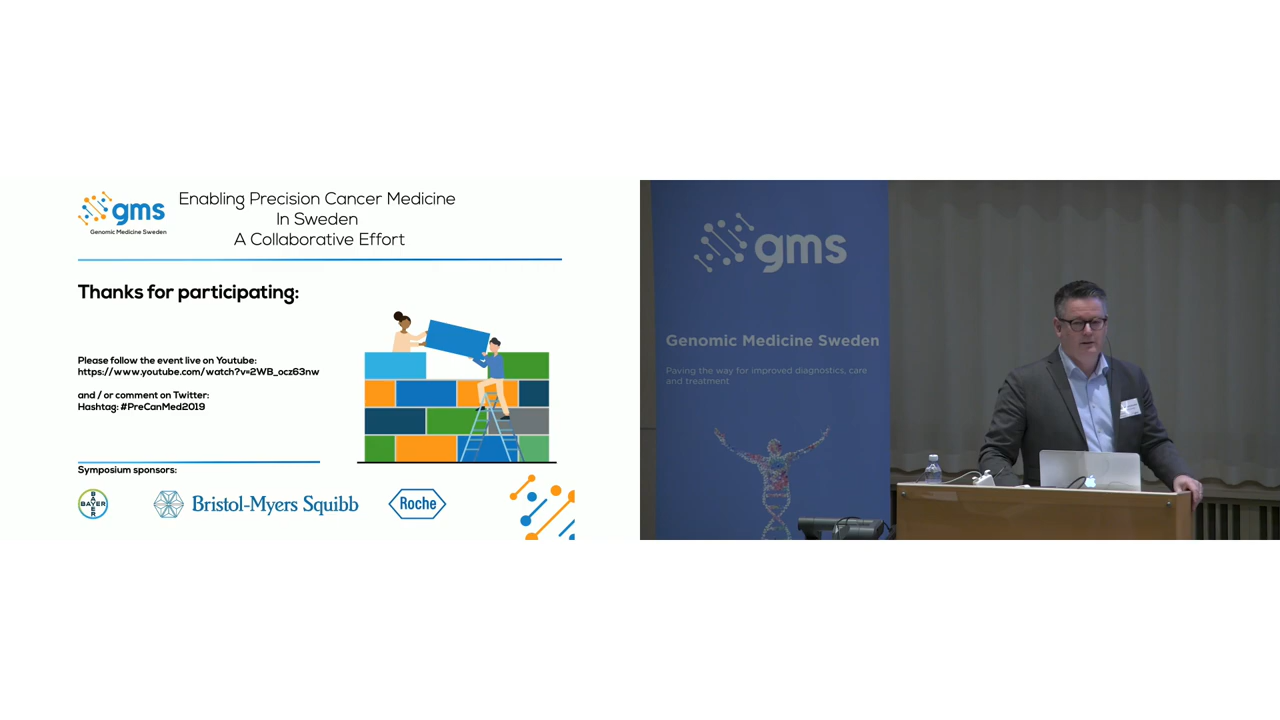 gms
Genomic Medicine Sweden
Enabling Precision Cancer Medicine
In Sweden
A Collaborative Effort
Thanks for participating:
Please follow the event live on Youtube:
https://www.youtube.com/watch?v=2WB_ocz63nw
and / or comment on Twitter:
Hashtag: #PreCanMed2019
Symposium sponsors:
BAYER
BAYER
Bristol-Myers Squibb
Roche
gms
Genomic Medicine Sweden
Paving the way for improved diagnostics, care
and treatment